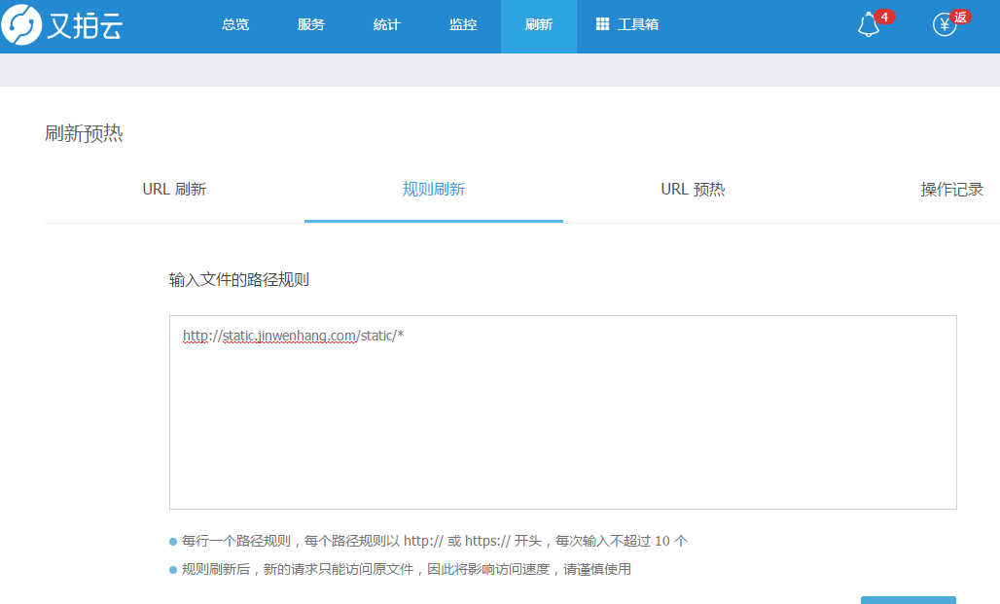 又拍云 总览 服务 统计 监控 刷新 工具箱 4 ¥ 返
刷新预热
URL 刷新 规则刷新 URL 预热 操作记录
输入文件的路径规则
http://static.jinwenhang.com/static/*
每行一个路径规则，每个路径规则以 http:// 或 https:// 开头，每次输入不超过 10 个
规则刷新后，新的请求只能访问原文件，因此将影响访问速度，请谨慎使用